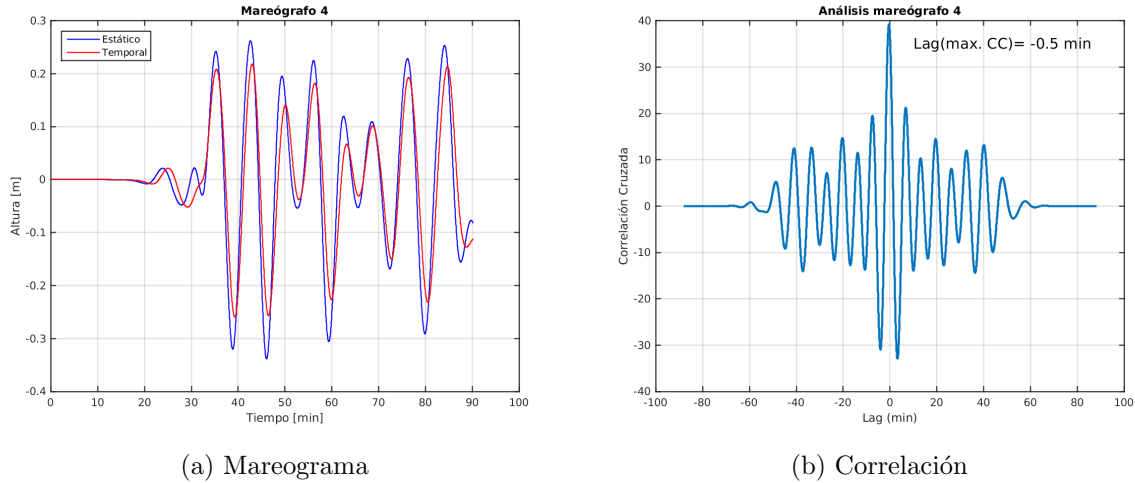 Mareógrafo 4
Estático
Temporal
0.3
0.2
0.1
0
-0.1
-0.2
-0.3
-0.4
Altura [m]
0 10 20 30 40 50 60 70 80 90 100
Tiempo [min]
(a) Mareograma
Análisis mareógrafo 4
Lag(max. CC)= -0.5 min
40
30
20
10
0
-10
-20
-30
-40
Correlación Cruzada
-100 -80 -60 -40 -20 0 20 40 60 80 100
Lag (min)
(b) Correlación